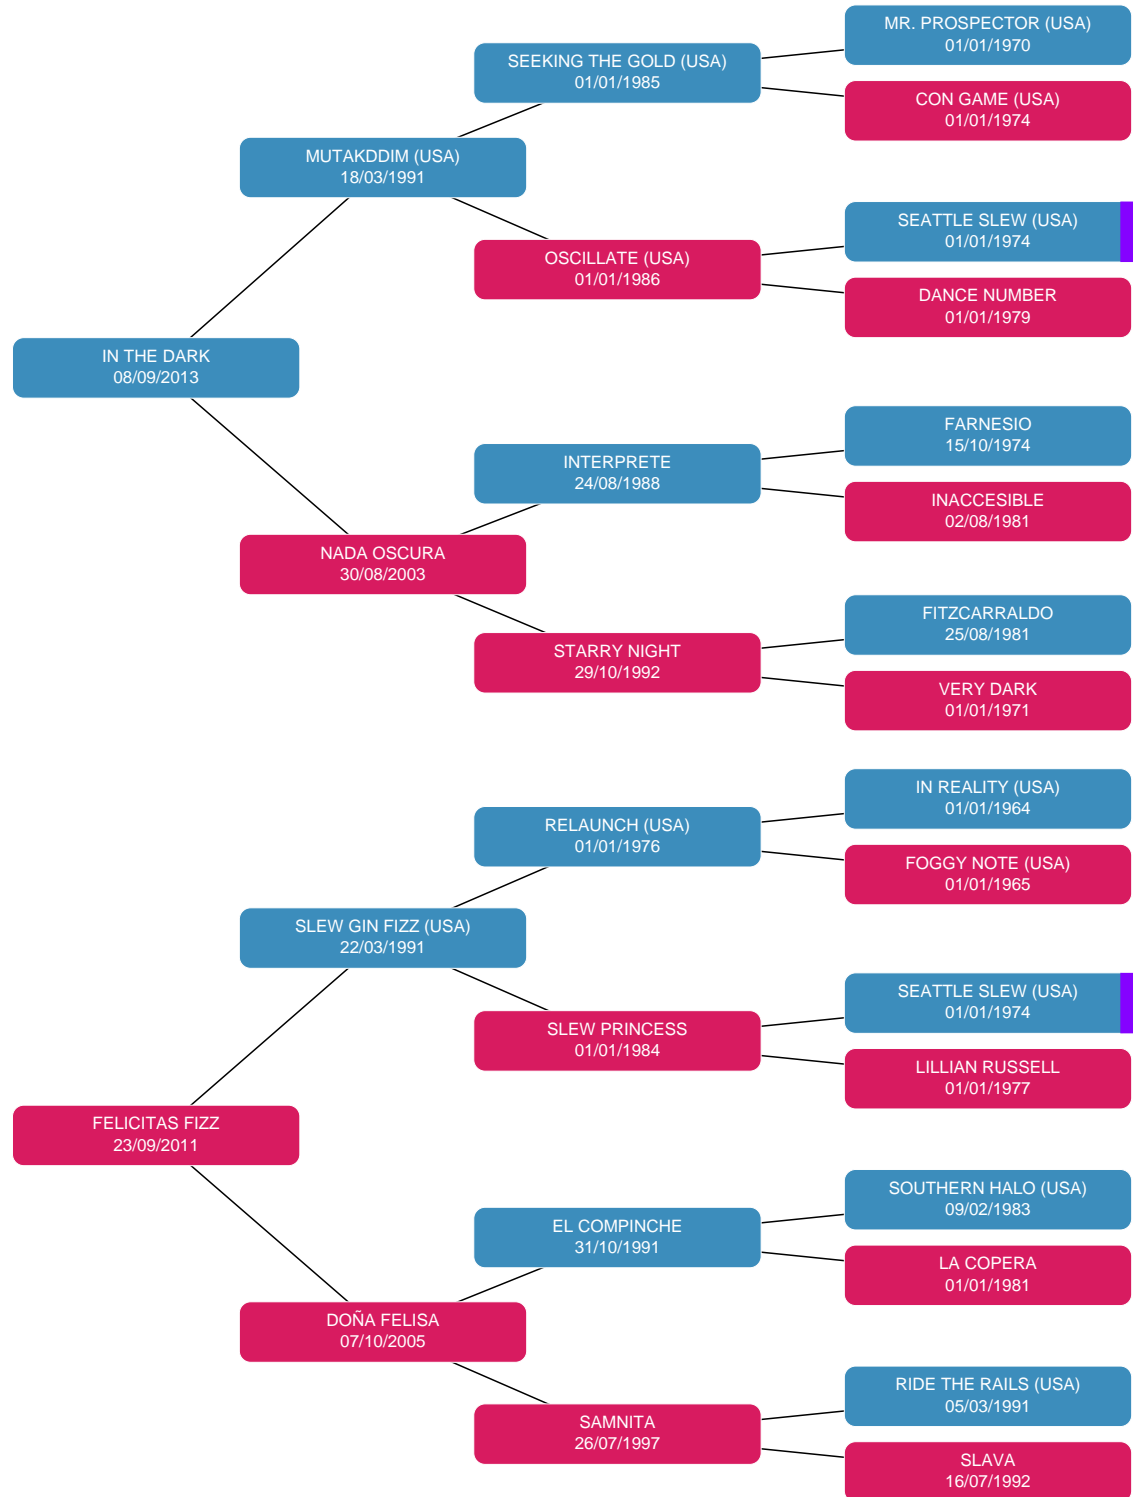 MR. PROSPECTOR (USA)
01/01/1970
SEEKING THE GOLD (USA)
01/01/1985
CON GAME (USA)
01/01/1974
MUTAKDDIM (USA)
18/03/1991
SEATTLE SLEW (USA)
01/01/1974
OSCILLATE (USA)
01/01/1986
DANCE NUMBER
01/01/1979
IN THE DARK
08/09/2013
FARNESIO
15/10/1974
INTERPRETE
24/08/1988
INACCESIBLE
02/08/1981
NADA OSCURA
30/08/2003
FITZCARRALDO
25/08/1981
STARRY NIGHT
29/10/1992
VERY DARK
01/01/1971
IN REALITY (USA)
01/01/1964
RELAUNCH (USA)
01/01/1976
FOGGY NOTE (USA)
01/01/1965
SLEW GIN FIZZ (USA)
22/03/1991
SEATTLE SLEW (USA)
01/01/1974
SLEW PRINCESS
01/01/1984
LILLIAN RUSSELL
01/01/1977
FELICITAS FIZZ
23/09/2011
SOUTHERN HALO (USA)
09/02/1983
EL COMPINCHE
31/10/1991
LA COPERA
01/01/1981
DOÑA FELISA
07/10/2005
RIDE THE RAILS (USA)
05/03/1991
SAMNITA
26/07/1997
SLAVA
16/07/1992